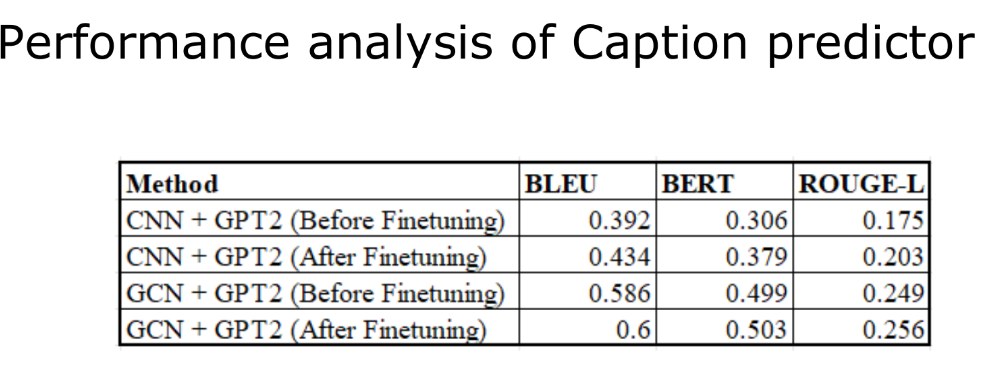 Performance analysis of Caption predictor
Method BLEU BERT ROUGE-L
CNN + GPT2 (Before Finetuning) 0.392 0.306 0.175
CNN + GPT2 (After Finetuning) 0.434 0.379 0.203
GCN + GPT2 (Before Finetuning) 0.586 0.499 0.249
GCN + GPT2 (After Finetuning) 0.6 0.503 0.256